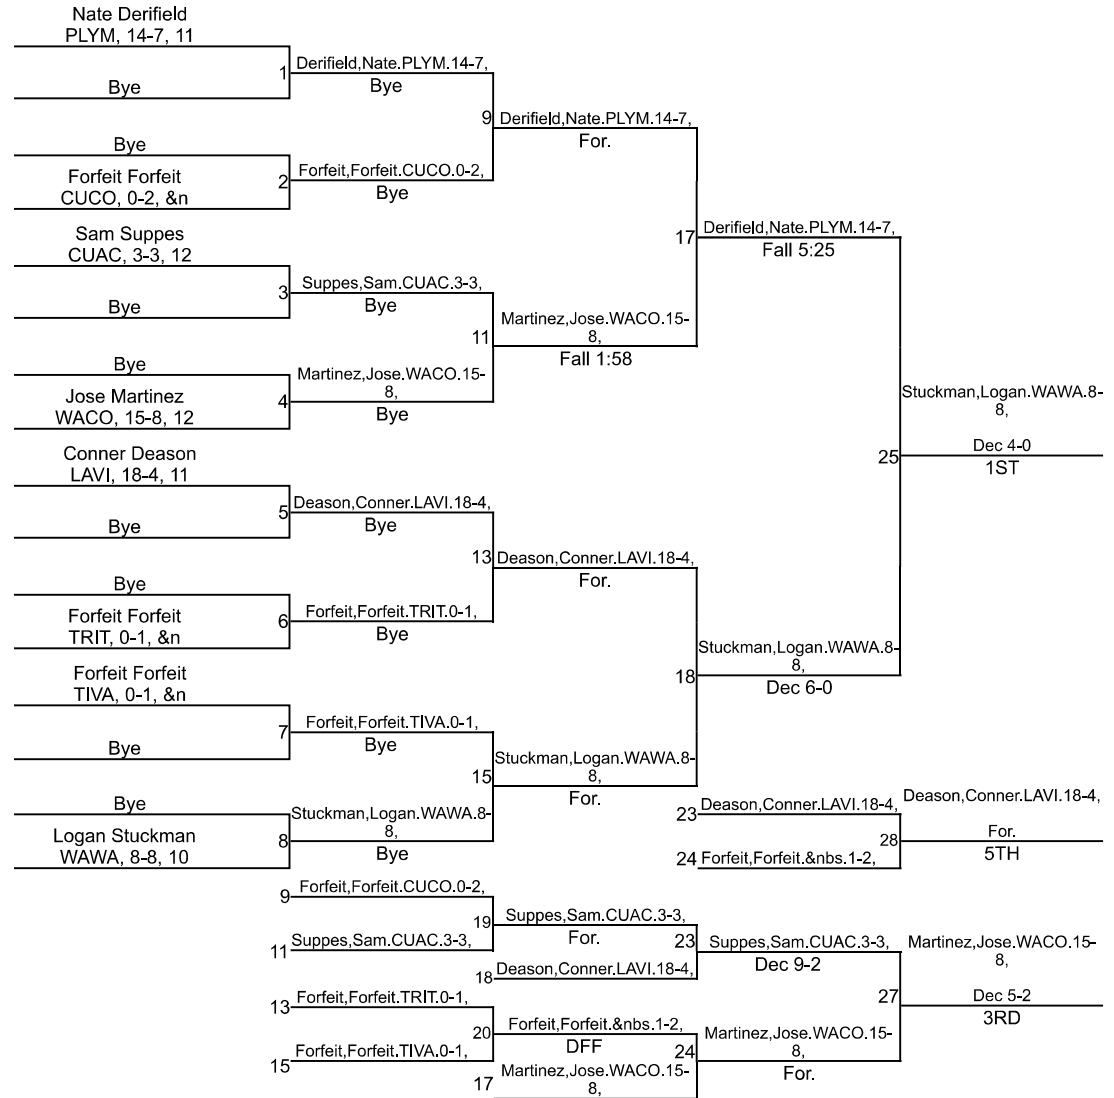 Nate Derifield
PLYM, 14-7, 11
1
Derifield,Nate.PLYM.14-7,
Bye
Bye
9
Derifield,Nate.PLYM.14-7,
For.
Bye
Forfeit Forfeit
CUCO, 0-2, &n
2
Forfeit,Forfeit.CUCO.0-2,
Bye
Sam Suppes
CUAC, 3-3, 12
17
Derifield,Nate.PLYM.14-7,
Fall 5:25
3
Suppes,Sam.CUAC.3-3,
Bye
Bye
11
Martinez,Jose.WACO.15-
8,
Fall 1:58
Bye
Jose Martinez
WACO, 15-8, 12
4
Martinez,Jose.WACO.15-
8,
Bye
Stuckman,Logan.WAWA.8-
8,
25
Dec 4-0
1ST
Conner Deason
LAVI, 18-4, 11
5
Deason,Conner.LAVI.18-4,
Bye
Bye
13
Deason,Conner.LAVI.18-4,
For.
Bye
Forfeit Forfeit
TRIT, 0-1, &n
6
Forfeit,Forfeit.TRIT.0-1,
Bye
18
Stuckman,Logan.WAWA.8-
8,
Dec 6-0
Forfeit Forfeit
TIVA, 0-1, &n
7
Forfeit,Forfeit.TIVA.0-1,
Bye
Bye
15
Stuckman,Logan.WAWA.8-
8,
For.
Bye
Logan Stuckman
WAWA, 8-8, 10
8
Stuckman,Logan.WAWA.8-
8,
Bye
23
Deason,Conner.LAVI.18-4,
Deason,Conner.LAVI.18-4,
28
For.
5TH
24
Forfeit,Forfeit.&nbs.1-2,
9
Forfeit,Forfeit.CUCO.0-2,
19
Suppes,Sam.CUAC.3-3,
For.
11
Suppes,Sam.CUAC.3-3,
23
Suppes,Sam.CUAC.3-3,
Dec 9-2
Martinez,Jose.WACO.15-
8,
18
Deason,Conner.LAVI.18-4,
27
Dec 5-2
3RD
13
Forfeit,Forfeit.TRIT.0-1,
20
Forfeit,Forfeit.&nbs.1-2,
DFF
24
Martinez,Jose.WACO.15-
8,
For.
15
Forfeit,Forfeit.TIVA.0-1,
17
Martinez,Jose.WACO.15-
8,